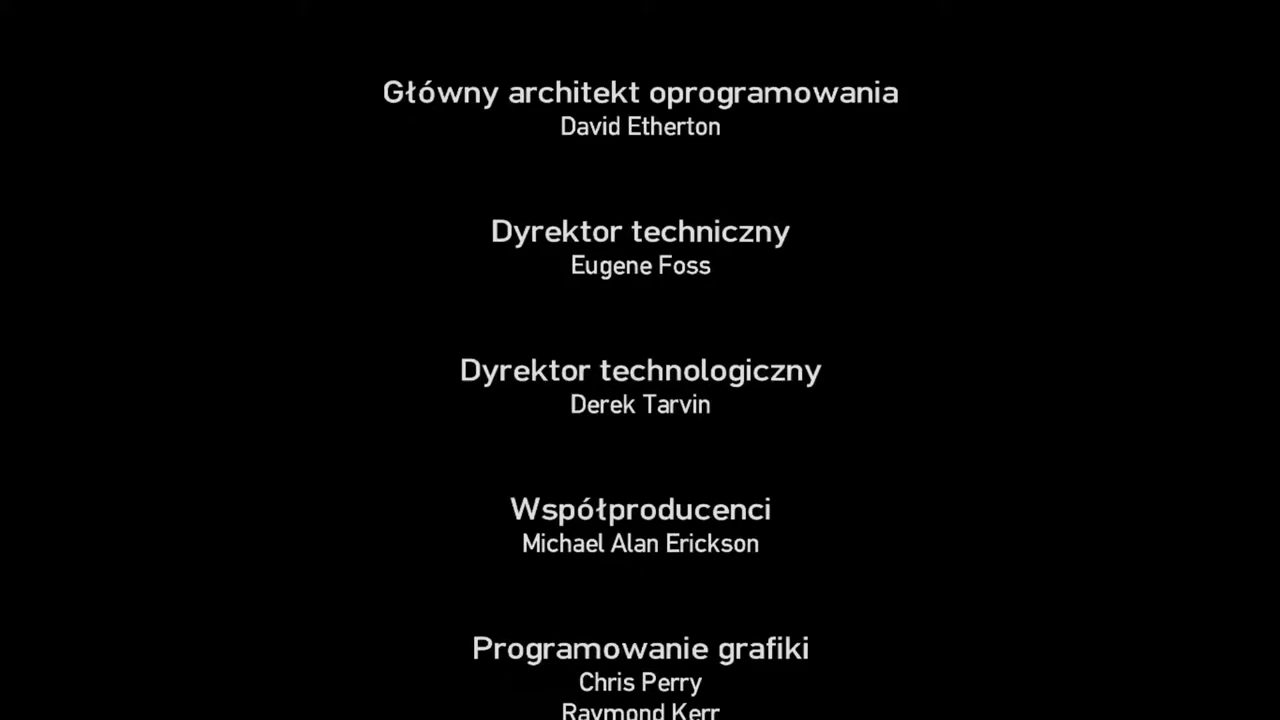 Główny architekt oprogramowania
David Etherton
Dyrektor techniczny
Eugene Foss
Dyrektor technologiczny
Derek Tarvin
Współproducenci
Michael Alan Erickson
Programowanie grafiki
Chris Perry
Raymond Kerr